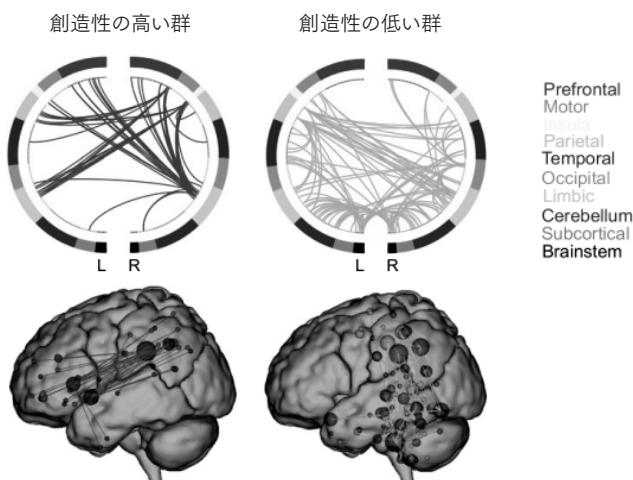 創造性の高い群
創造性の低い群
Prefrontal
Motor
Insula
Parietal
Temporal
Occipital
Limbic
Cerebellum
Subcortical
Brainstem
L R
L R